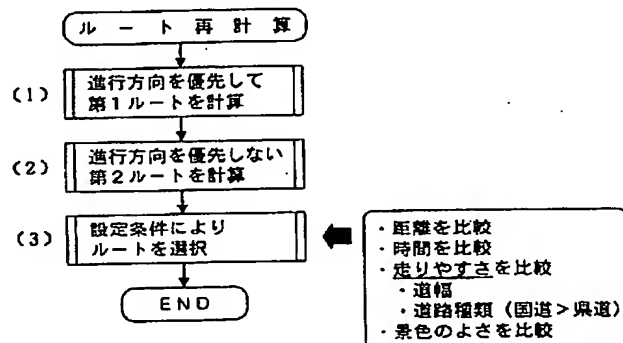 ルート再計算
(1)
進行方向を優先して
第1ルートを計算
(2)
進行方向を優先しない
第2ルートを計算
(3)
設定条件により
ルートを選択
END
・距離を比較
・時間を比較
・走りやすさを比較
・道幅
・道路種類（国道＞県道）
・景色のよさを比較